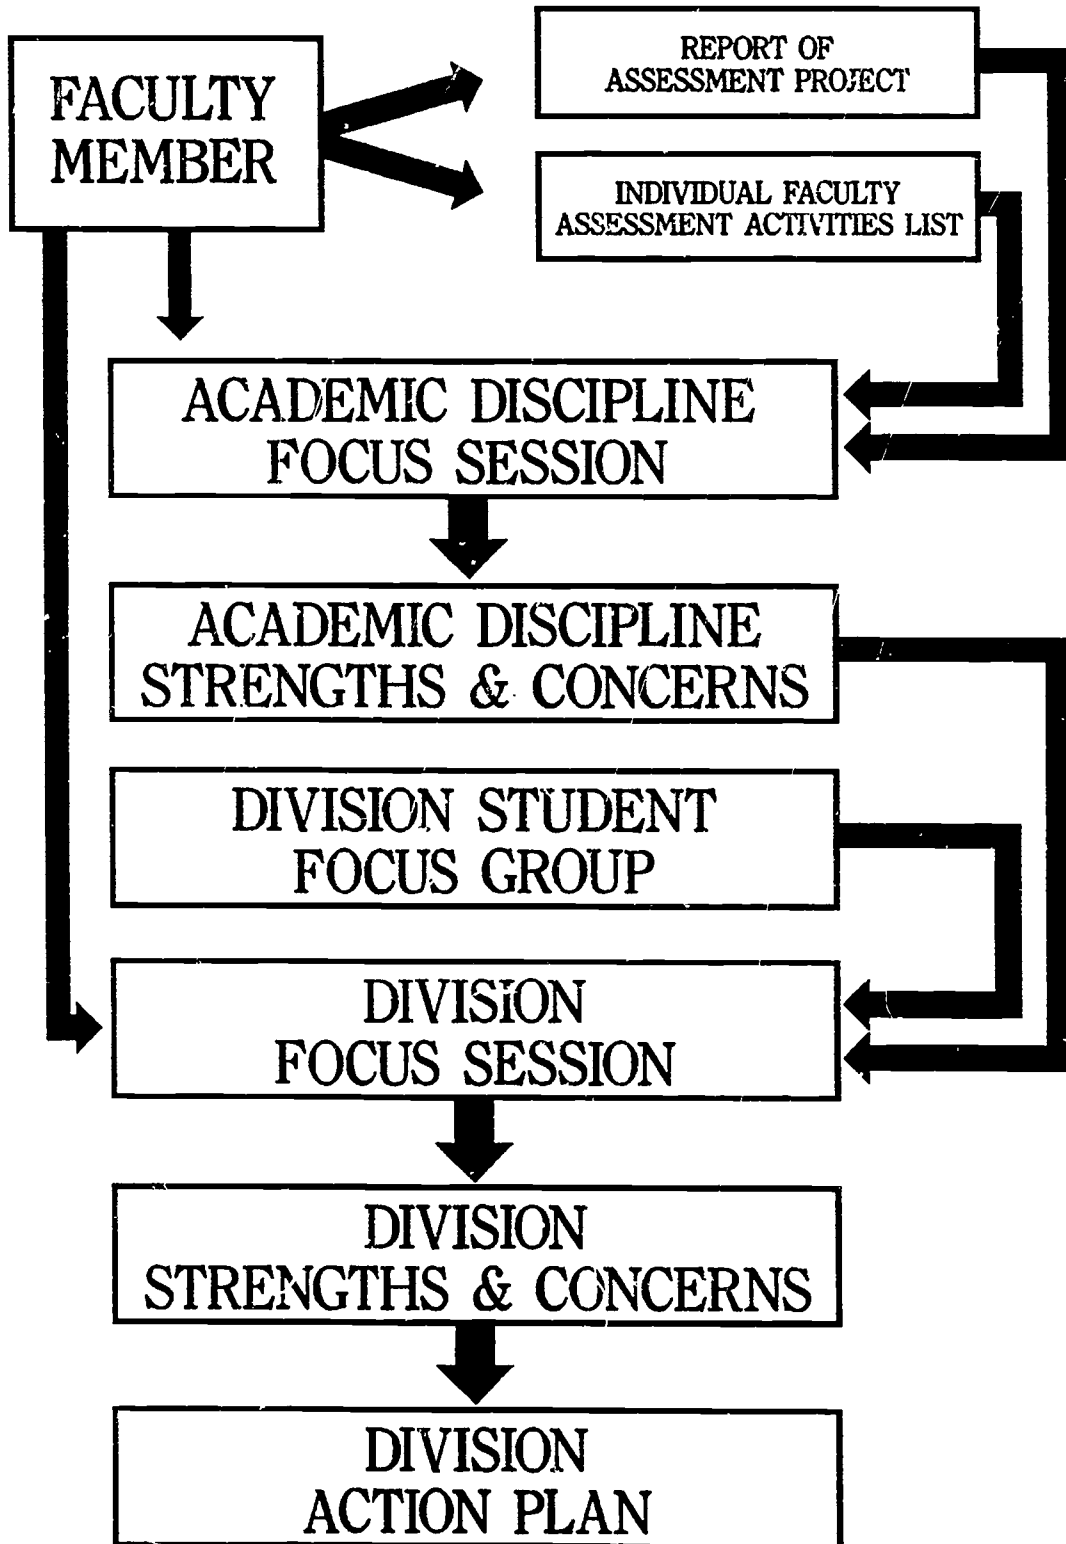 FACULTY
MEMBER
REPORT OF
ASSESSMENT PROJECT
INDIVIDUAL FACULTY
ASSESSMENT ACTIVITIES LIST
ACADEMIC DISCIPLINE
FOCUS SESSION
ACADEMIC DISCIPLINE
STRENGTHS & CONCERNS
DIVISION STUDENT
FOCUS GROUP
DIVISION
FOCUS SESSION
DIVISION
STRENGTHS & CONCERNS
DIVISION
ACTION PLAN